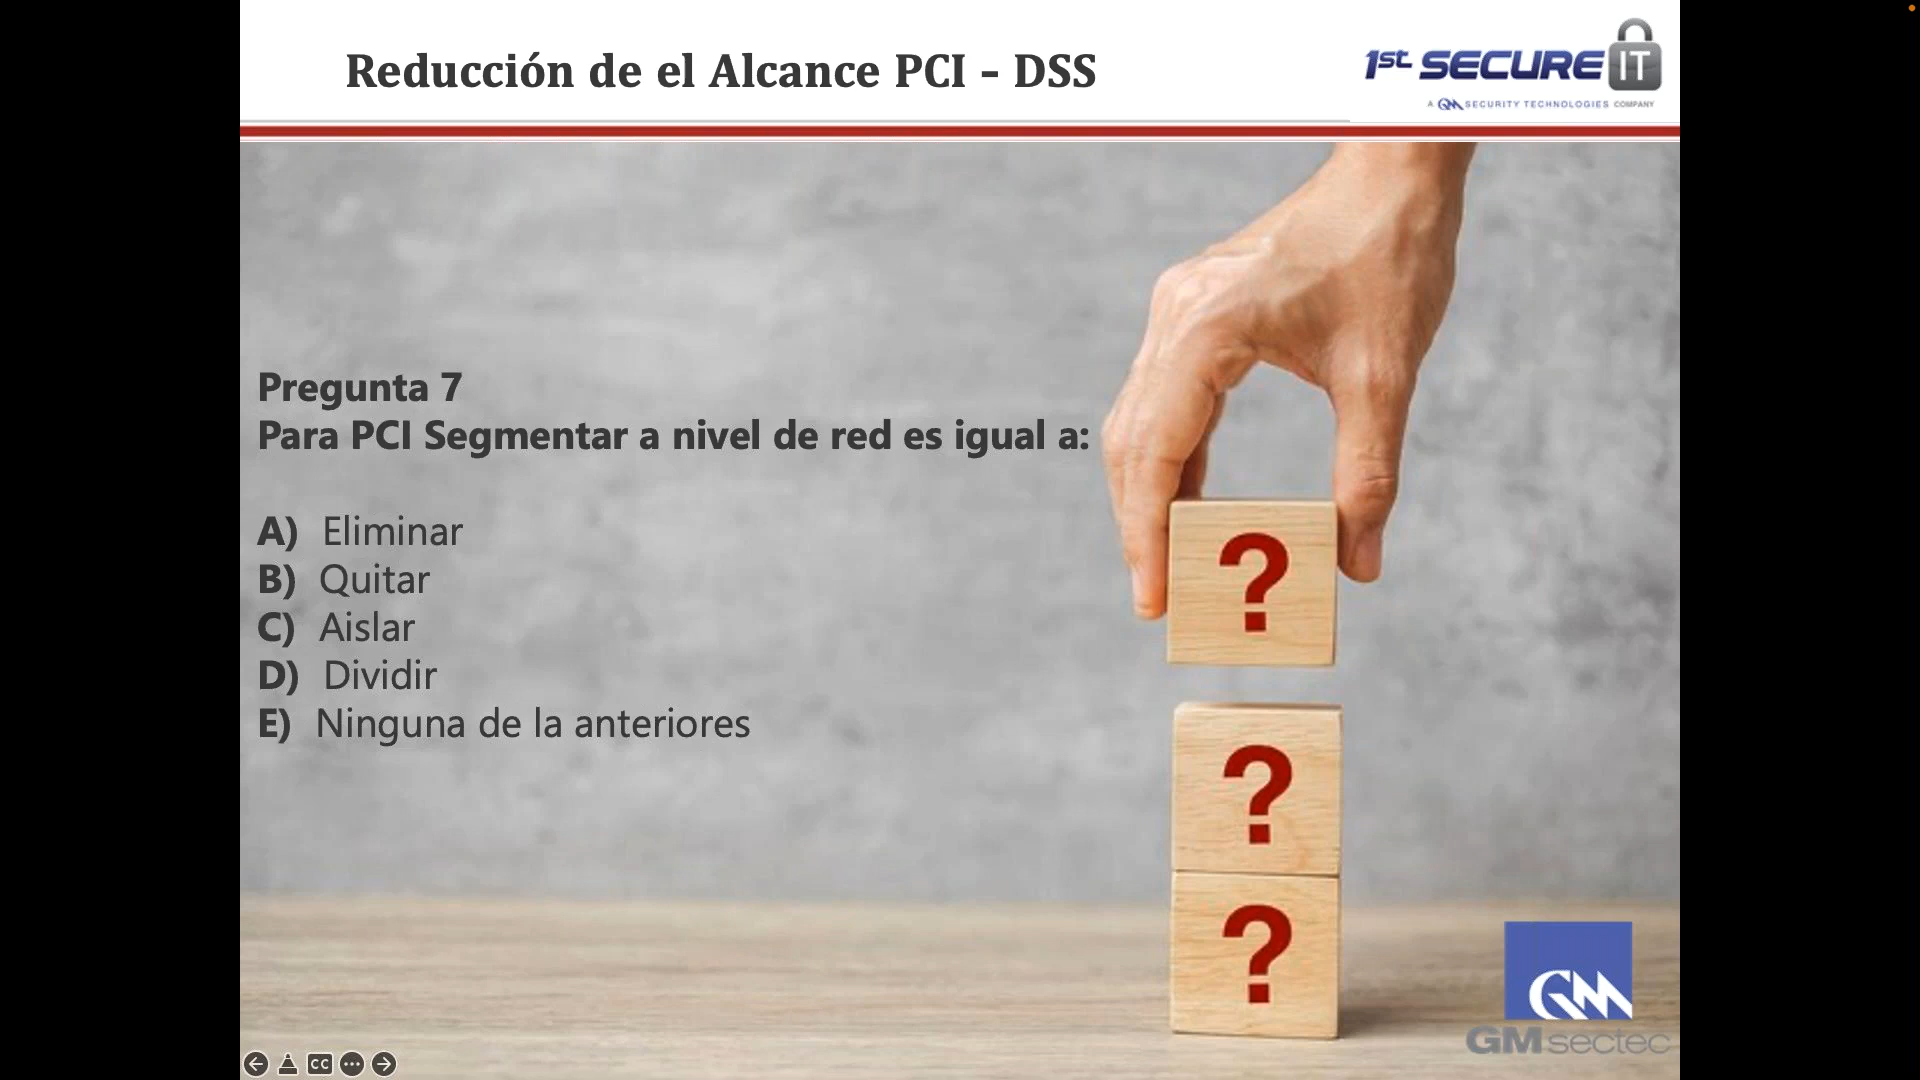 Reducción de el Alcance PCI - DSS
1st SECURE IT
A GM SECURITY TECHNOLOGIES COMPANY
Pregunta 7
Para PCI Segmentar a nivel de red es igual a:
A) Eliminar
B) Quitar
C) Aislar
D) Dividir
E) Ninguna de la anteriores
?
?
?
GM
GMsectec
CC